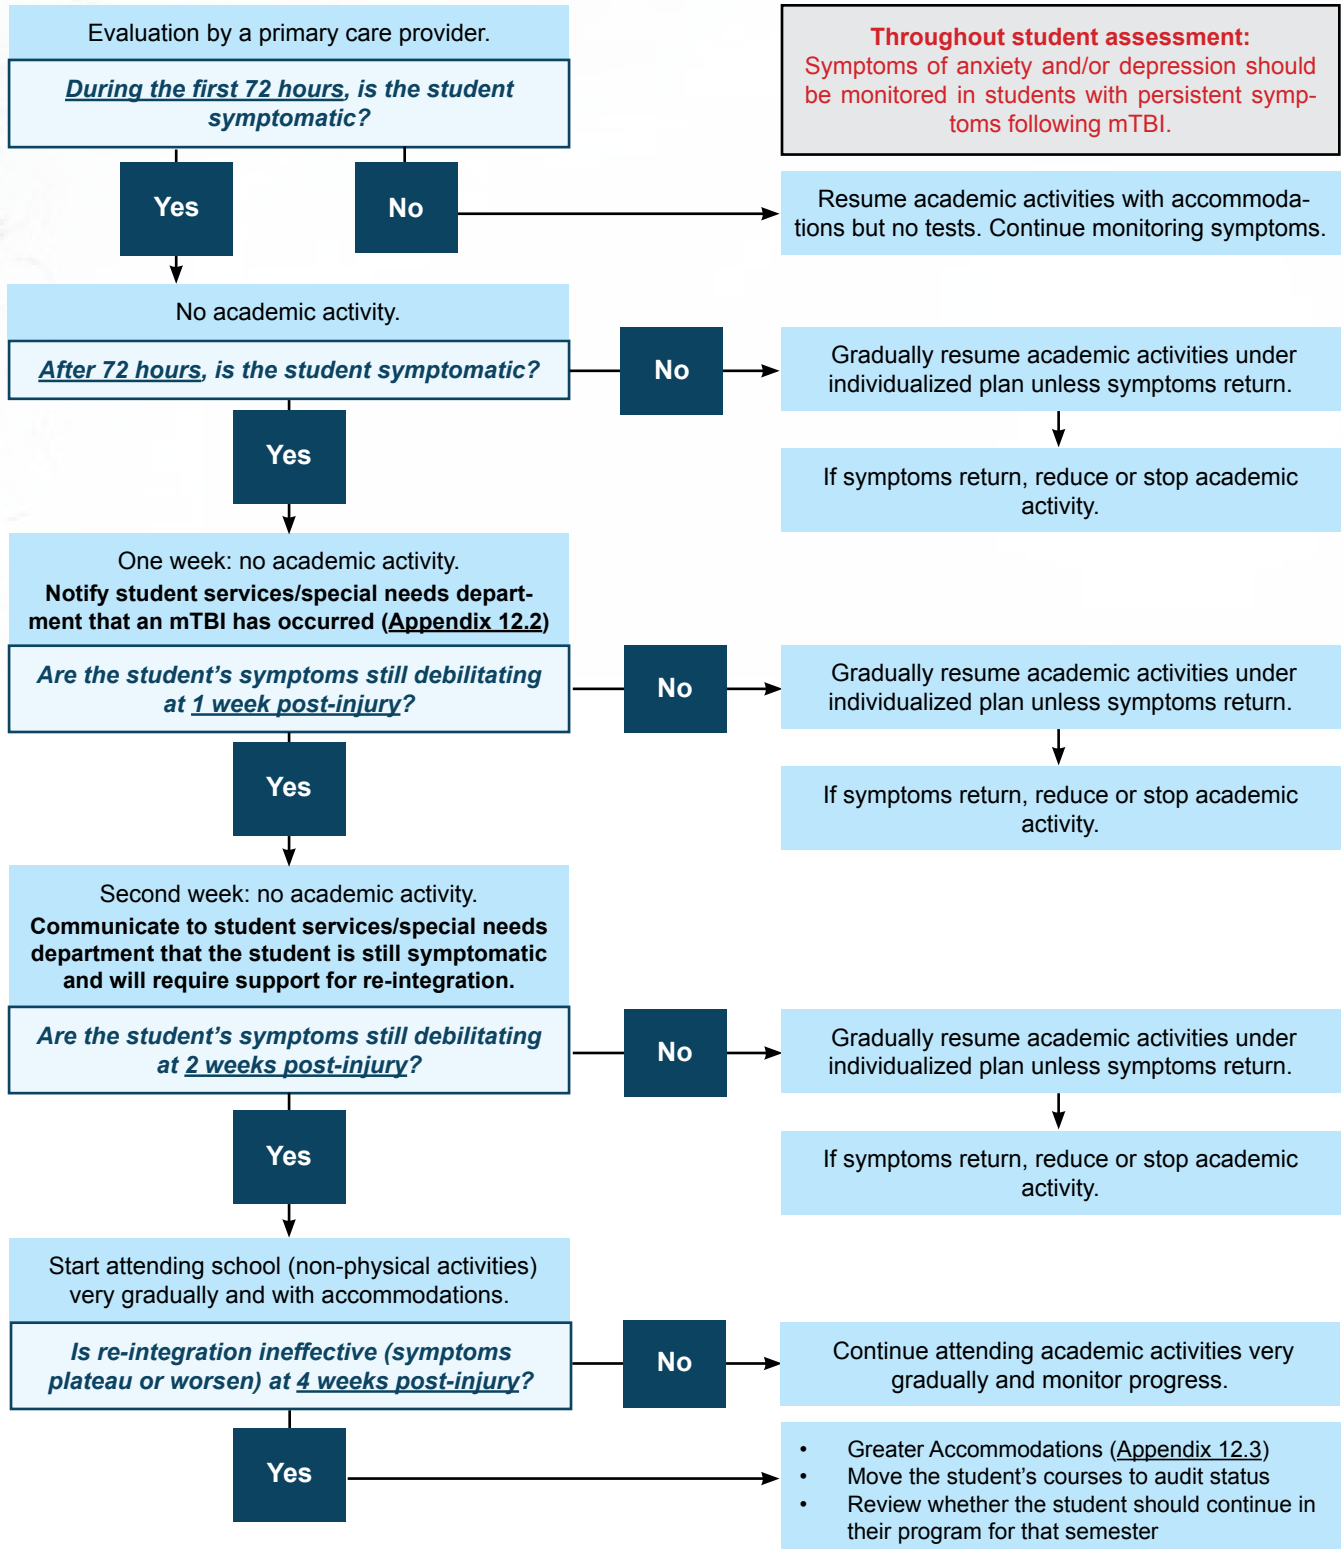 Evaluation by a primary care provider.
During the first 72 hours, is the student
symptomatic?
Throughout student assessment:
Symptoms of anxiety and/or depression should
be monitored in students with persistent symp-
toms following mTBI.
Yes
No
Resume academic activities with accommoda-
tions but no tests. Continue monitoring symptoms.
No academic activity.
After 72 hours, is the student symptomatic?
No
Gradually resume academic activities under
individualized plan unless symptoms return.
If symptoms return, reduce or stop academic
activity.
Yes
One week: no academic activity.
Notify student services/special needs depart-
ment that an mTBI has occurred (Appendix 12.2)
Are the student’s symptoms still debilitating
at 1 week post-injury?
No
Gradually resume academic activities under
individualized plan unless symptoms return.
If symptoms return, reduce or stop academic
activity.
Yes
Second week: no academic activity.
Communicate to student services/special needs
department that the student is still symptomatic
and will require support for re-integration.
Are the student’s symptoms still debilitating
at 2 weeks post-injury?
No
Gradually resume academic activities under
individualized plan unless symptoms return.
If symptoms return, reduce or stop academic
activity.
Yes
Start attending school (non-physical activities)
very gradually and with accommodations.
Is re-integration ineffective (symptoms
plateau or worsen) at 4 weeks post-injury?
No
Continue attending academic activities very
gradually and monitor progress.
Yes
• Greater Accommodations (Appendix 12.3)
• Move the student’s courses to audit status
• Review whether the student should continue in
their program for that semester